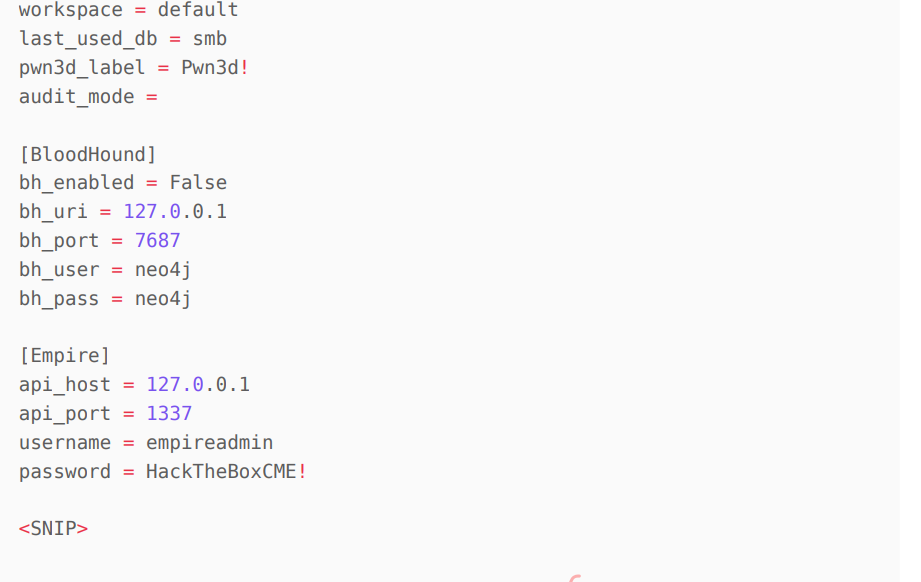 workspace = default
last_used_db = smb
pwn3d_label = Pwn3d!
audit_mode =
[BloodHound]
bh_enabled = False
bh_uri = 127.0.0.1
bh_port = 7687
bh_user = neo4j
bh_pass = neo4j
[Empire]
api_host = 127.0.0.1
api_port = 1337
username = empireadmin
password = HackTheBoxCME!
<SNIP>